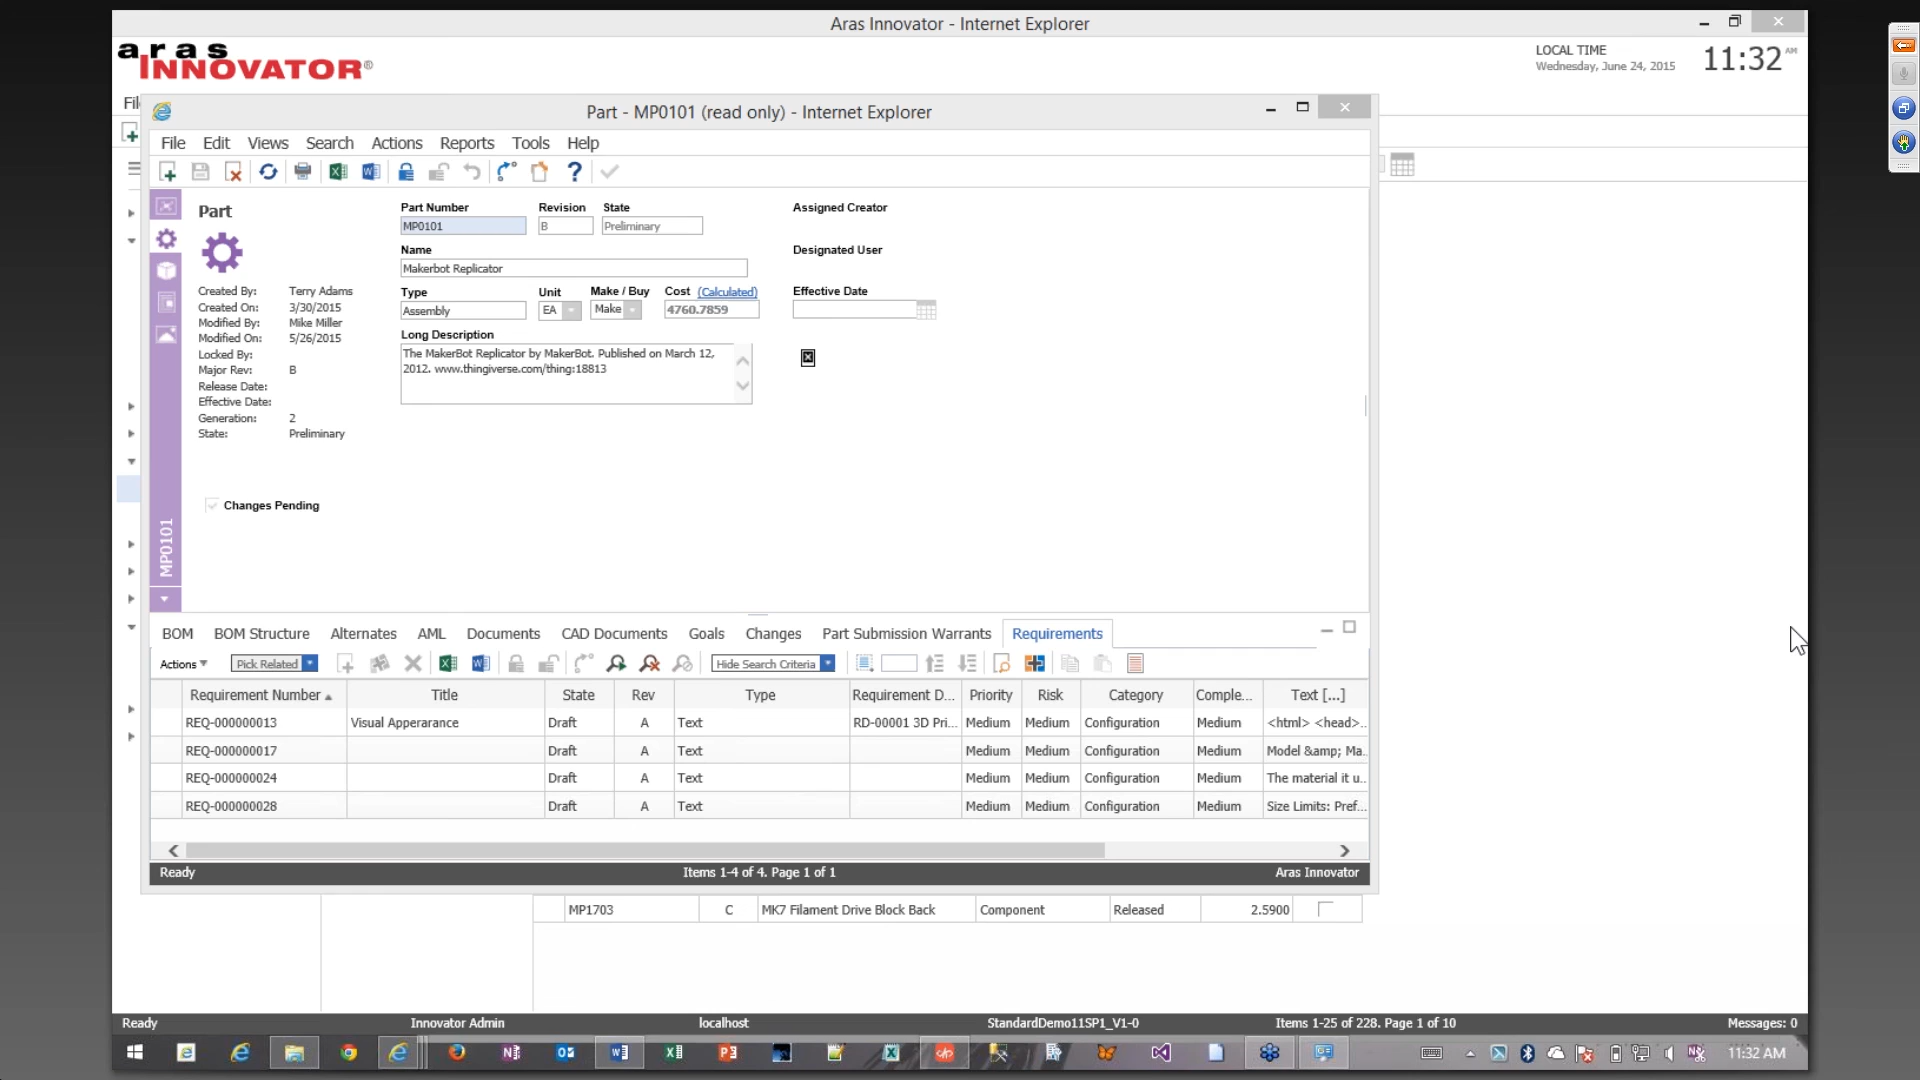 Aras Innovator - Internet Explorer
aras
INNOVATOR®
LOCAL TIME
Wednesday, June 24, 2015
11:32 AM
Part - MP0101 (read only) - Internet Explorer
File Edit Views Search Actions Reports Tools Help
Part
Part Number Revision State Assigned Creator
MP0101 B Preliminary
Name Designated User
Makerbot Replicator
Created By: Terry Adams
Type Unit Make / Buy Cost (Calculated) Effective Date
Created On: 3/30/2015
Assembly EA Make 4760.7859
Modified By: Mike Miller
Modified On: 5/26/2015
Long Description
Locked By:
The MakerBot Replicator by MakerBot. Published on March 12,
2012. www.thingiverse.com/thing:18813
Major Rev: B
Release Date:
Effective Date:
Generation: 2
State: Preliminary
Changes Pending
MP0101
BOM BOM Structure Alternates AML Documents CAD Documents Goals Changes Part Submission Warrants Requirements
Actions Pick Related Hide Search Criteria
Requirement Number Title State Rev Type Requirement D... Priority Risk Category Comple... Text [...]
REQ-000000013 Visual Apperarance Draft A Text RD-00001 3D Pri... Medium Medium Configuration Medium <html> <head>..
REQ-000000017 Draft A Text Medium Medium Configuration Medium Model &amp; Ma..
REQ-000000024 Draft A Text Medium Medium Configuration Medium The material it u..
REQ-000000028 Draft A Text Medium Medium Configuration Medium Size Limits: Pref...
Ready Items 1-4 of 4. Page 1 of 1 Aras Innovator
MP1703 C MK7 Filament Drive Block Back Component Released 2.5900
Ready Innovator Admin localhost StandardDemo11SP1_V1-0 Items 1-25 of 228. Page 1 of 10 Messages: 0
11:32 AM